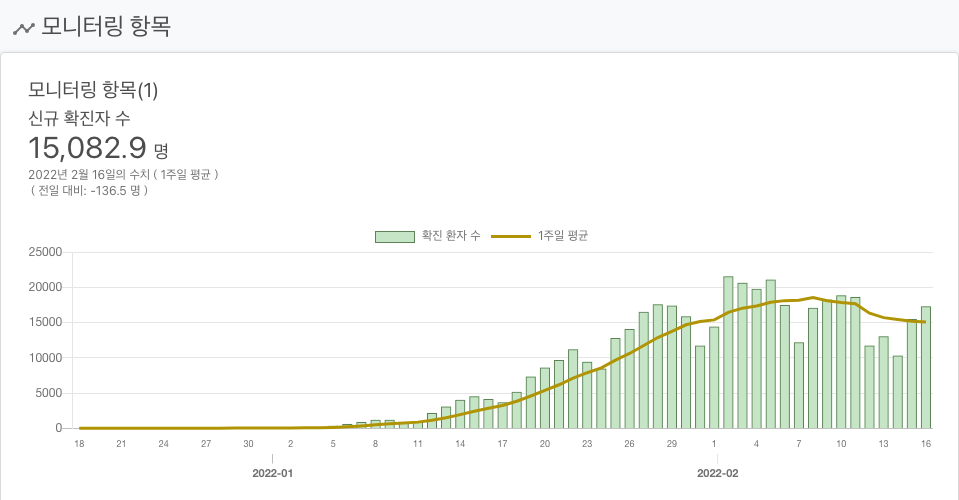 모니터링 항목
모니터링 항목(1)
신규 확진자 수
15,082.9 명
2022년 2월 16일의 수치 ( 1주일 평균 )
( 전일 대비: -136.5 명 )
확진 환자 수 1주일 평균
25000
20000
15000
10000
5000
0
18 21 24 27 30 2 5 8 11 14 17 20 23 26 29 1 4 7 10 13 16
2022-01 2022-02